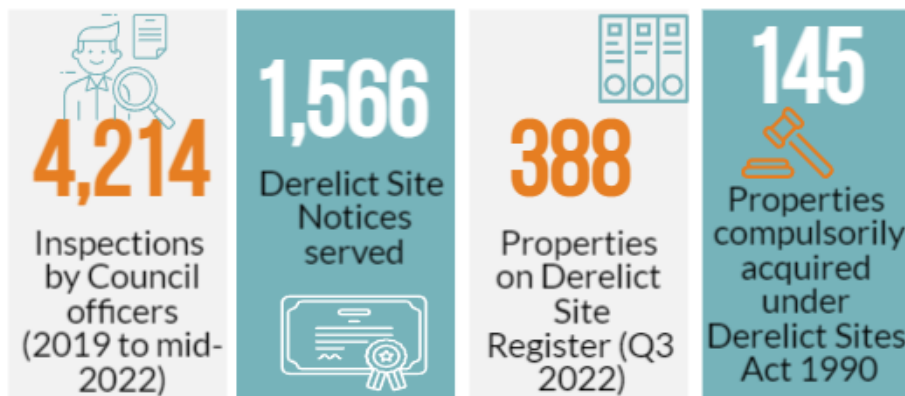 4,214
Inspections
by Council
officers
(2019 to mid-
2022)
1,566
Derelict Site
Notices
served
388
Properties
on Derelict
Site
Register (Q3
2022)
145
Properties
compulsorily
acquired
under
Derelict Sites
Act 1990